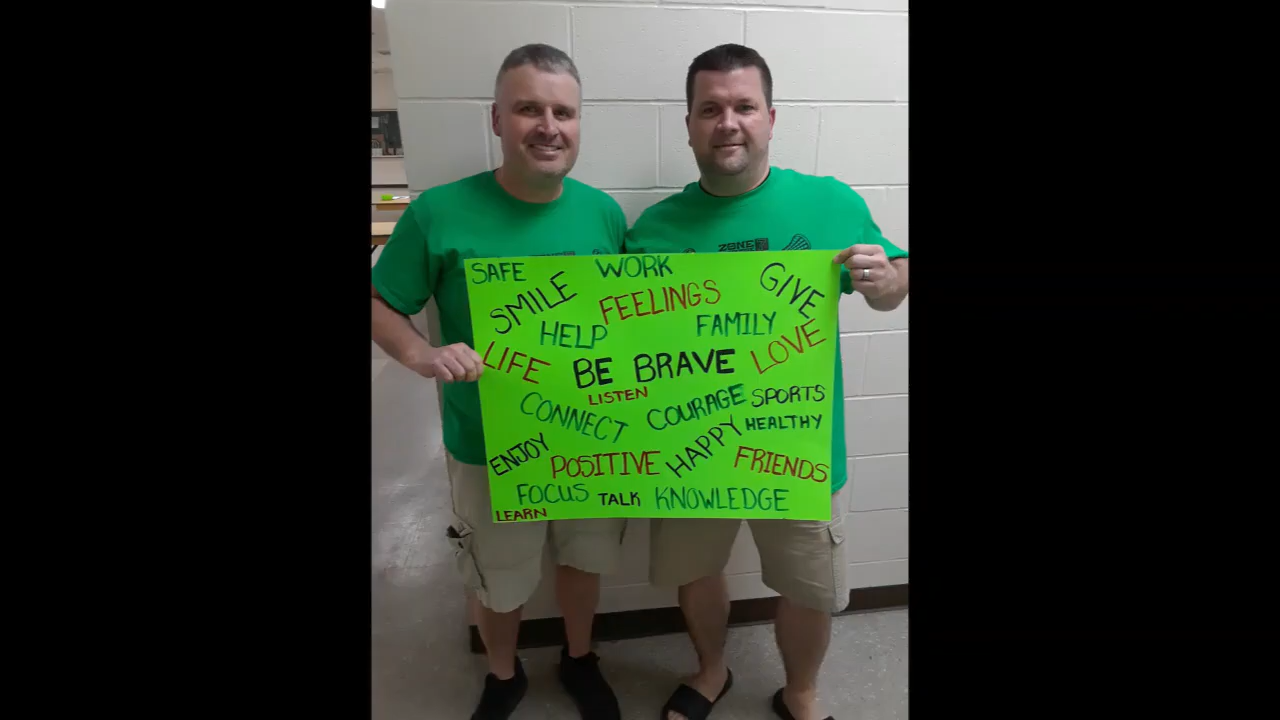 ZONE
SAFE WORK
SMILE FEELINGS GIVE
HELP FAMILY
LIFE BE BRAVE LOVE
LISTEN
CONNECT COURAGE SPORTS
HAPPY HEALTHY
ENJOY POSITIVE FRIENDS
FOCUS TALK KNOWLEDGE
LEARN